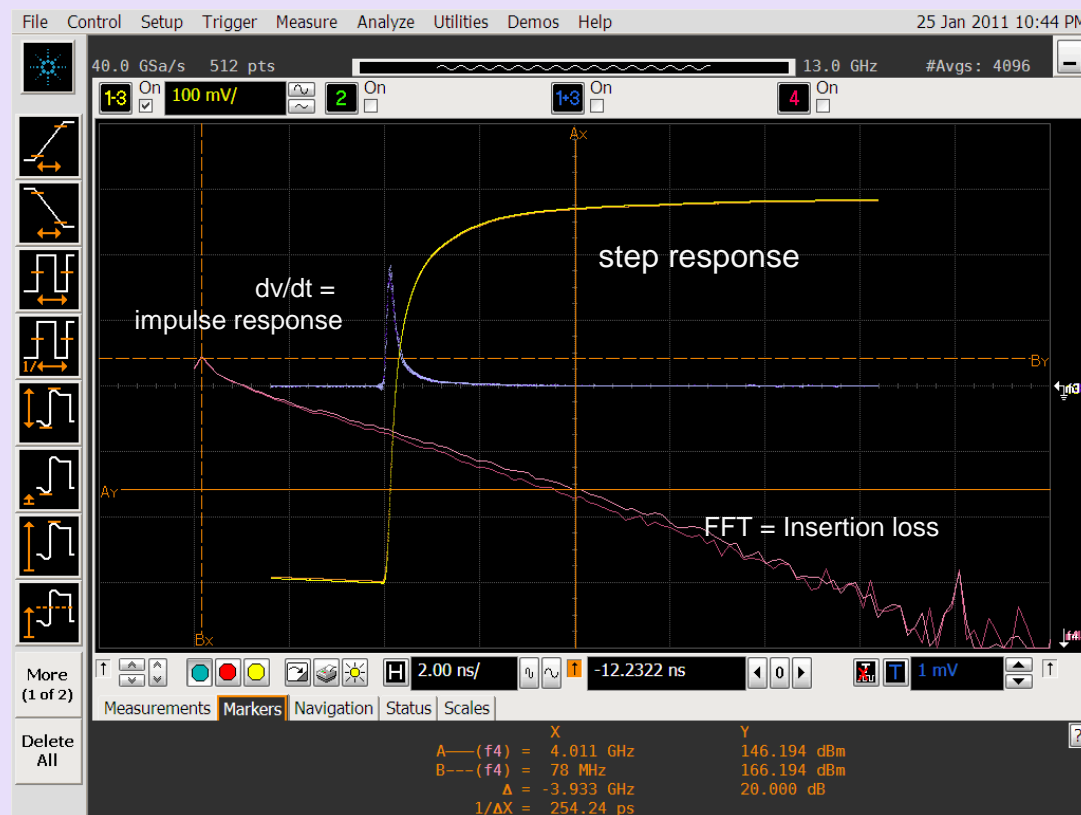 File Control Setup Trigger Measure Analyze Utilities Demos Help 25 Jan 2011 10:44 PM
40.0 GSa/s 512 pts 13.0 GHz #Avgs: 4096
1-3 On 100 mV/ 2 On 1+3 On 4 On
Ax
step response
dv/dt =
impulse response
By
Ay
FFT = Insertion loss
f4
Bx
1/
More
(1 of 2)
Delete
All
H 2.00 ns/ T -12.2322 ns 0 T 1 mV
Measurements Markers Navigation Status Scales
X Y
A---(f4) = 4.011 GHz 146.194 dBm
B---(f4) = 78 MHz 166.194 dBm
Δ = -3.933 GHz 20.000 dB
1/ΔX = 254.24 ps
?